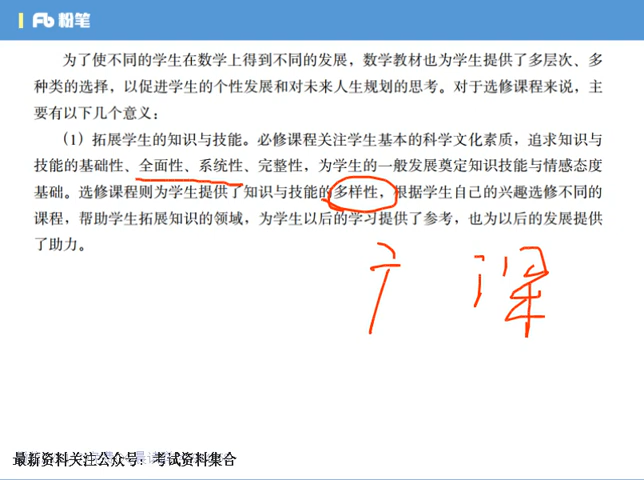 粉笔
为了使不同的学生在数学上得到不同的发展，数学教材也为学生提供了多层次、多
种类的选择，以促进学生的个性发展和对未来人生规划的思考。对于选修课程来说，主
要有以下几个意义：
（1）拓展学生的知识与技能。必修课程关注学生基本的科学文化素质，追求知识与
技能的基础性、全面性、系统性、完整性，为学生的一般发展奠定知识技能与情感态度
基础。选修课程则为学生提供了知识与技能的多样性，根据学生自己的兴趣选修不同的
课程，帮助学生拓展知识的领域，为学生以后的学习提供了参考，也为以后的发展提供
了助力。
广 深
最新资料关注公众号：考试资料集合